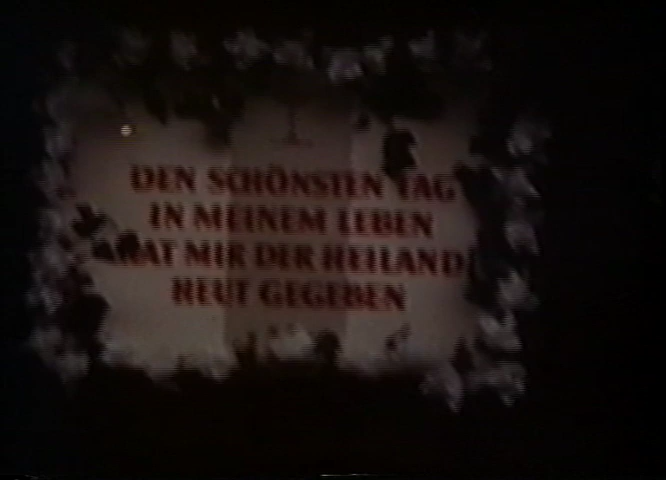 DEN SCHÖNSTEN TAG
IN MEINEM LEBEN
HAT MIR DER HEILAND
HEUT GEGEBEN